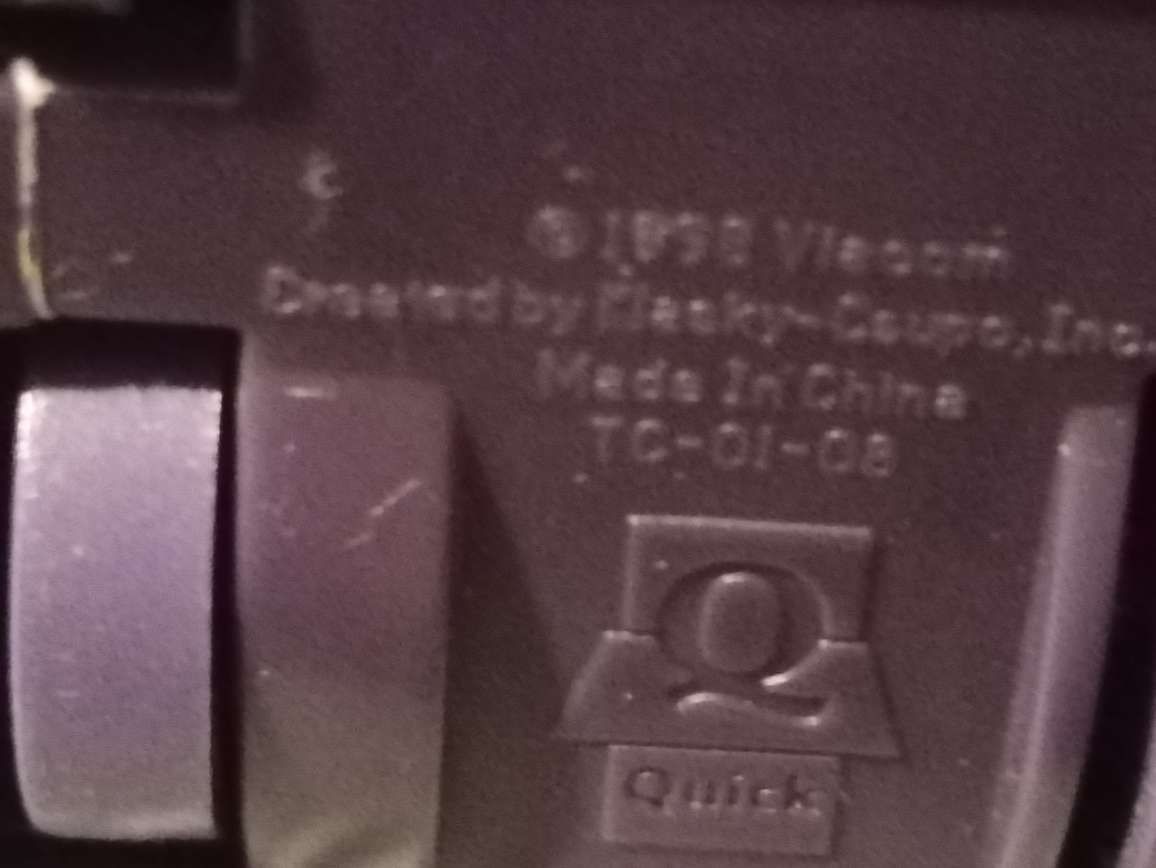 © 1998 Viacom
Created by Klasky-Csupo, Inc.
Made In China
TC-01-08
Q
Quick